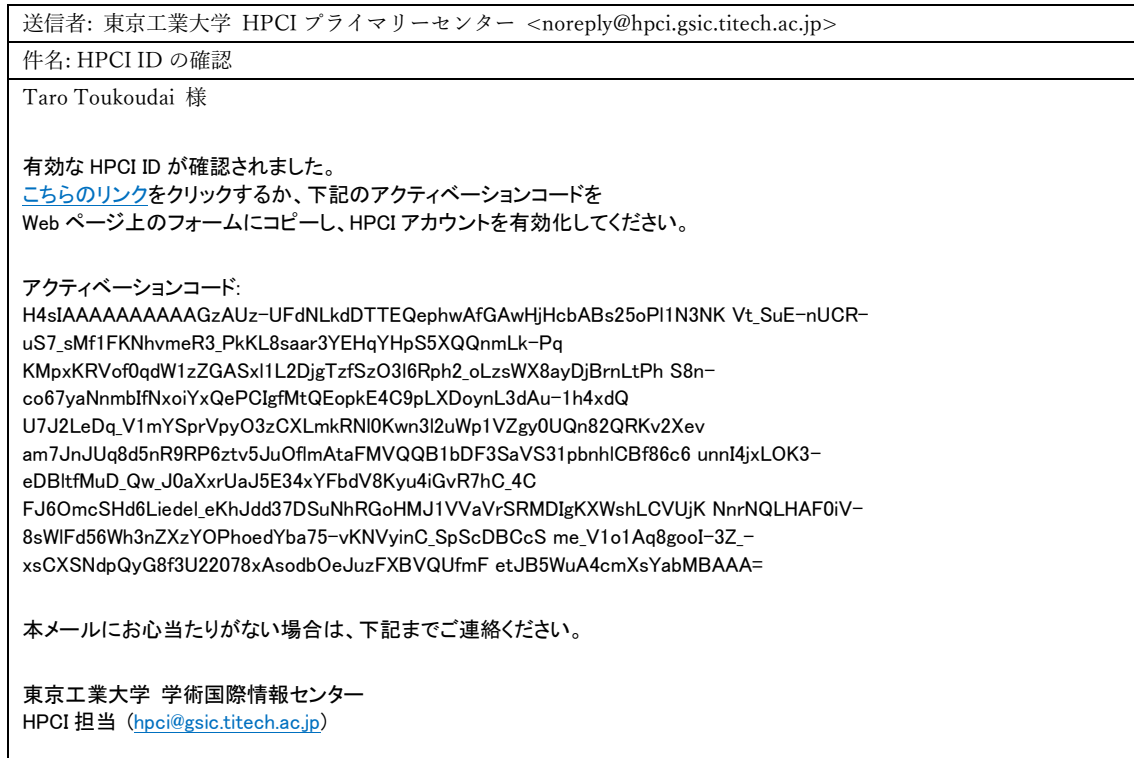 送信者: 東京工業大学 HPCI プライマリーセンター <noreply@hpci.gsic.titech.ac.jp>
件名: HPCI ID の確認
Taro Toukoudai 様
有効な HPCI ID が確認されました。
こちらのリンクをクリックするか、下記のアクティベーションコードを
Web ページ上のフォームにコピーし、HPCI アカウントを有効化してください。
アクティベーションコード:
H4sIAAAAAAAAAAGzAUz-UFdNLkdDTTEQephwAfGAwHjHcbABs25oPl1N3NK Vt_SuE-nUCR-
uS7_sMf1FKNhvmeR3_PkKL8saar3YEHqYHpS5XQQnmLk-Pq
KMpxKRVof0qdW1zZGASxl1L2DjgTzfSzO3l6Rph2_oLzsWX8ayDjBrnLtPh S8n-
co67yaNnmbIfNxoiYxQePCIgfMtQEopkE4C9pLXDoynL3dAu-1h4xdQ
U7J2LeDq_V1mYSprVpyO3zCXLmkRNl0Kwn3l2uWp1VZgy0UQn82QRKv2Xev
am7JnJUq8d5nR9RP6ztv5JuOflmAtaFMVQQB1bDF3SaVS31pbnhlCBf86c6 unnI4jxLOK3-
eDBltfMuD_Qw_J0aXxrUaJ5E34xYFbdV8Kyu4iGvR7hC_4C
FJ6OmcSHd6Liedel_eKhJdd37DSuNhRGoHMJ1VVaVrSRMDIgKXWshLCVUjK NnrNQLHAF0iV-
8sWlFd56Wh3nZXzYOPhoedYba75-vKNVyinC_SpScDBCcS me_V1o1Aq8gooI-3Z_-
xsCXSNdpQyG8f3U22078xAsodbOeJuzFXBVQUfmF etJB5WuA4cmXsYabMBAAA=
本メールにお心当たりがない場合は、下記までご連絡ください。
東京工業大学 学術国際情報センター
HPCI 担当 (hpci@gsic.titech.ac.jp)